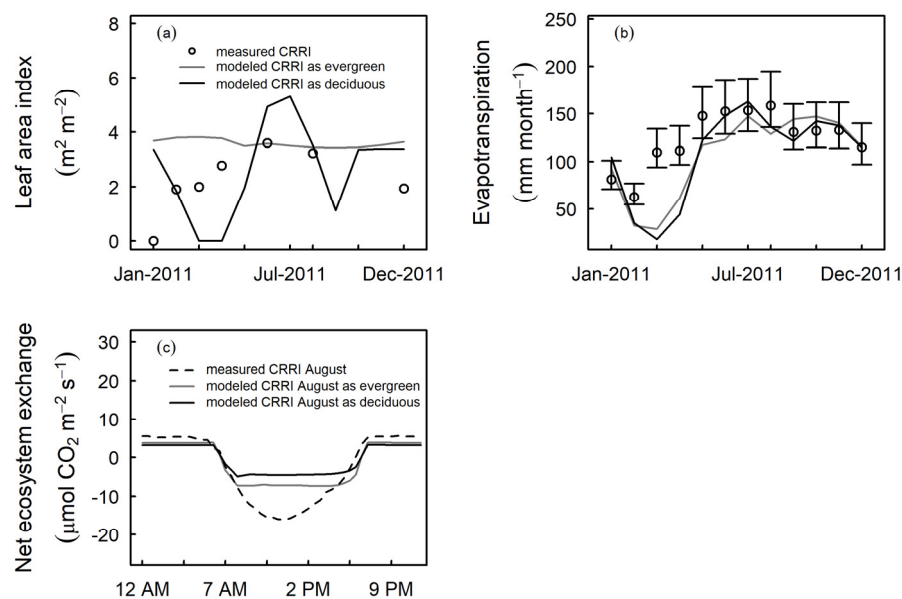 (a)
measured CRRI
modeled CRRI as evergreen
modeled CRRI as deciduous
Leaf area index
(m² m⁻²)
8
6
4
2
0
Jan-2011
Jul-2011
Dec-2011
(b)
Evapotranspiration
(mm month⁻¹)
250
200
150
100
50
Jan-2011
Jul-2011
Dec-2011
(c)
measured CRRI August
modeled CRRI August as evergreen
modeled CRRI August as deciduous
Net ecosystem exchange
(μmol CO₂ m⁻² s⁻¹)
30
20
10
0
-10
-20
12 AM
7 AM
2 PM
9 PM